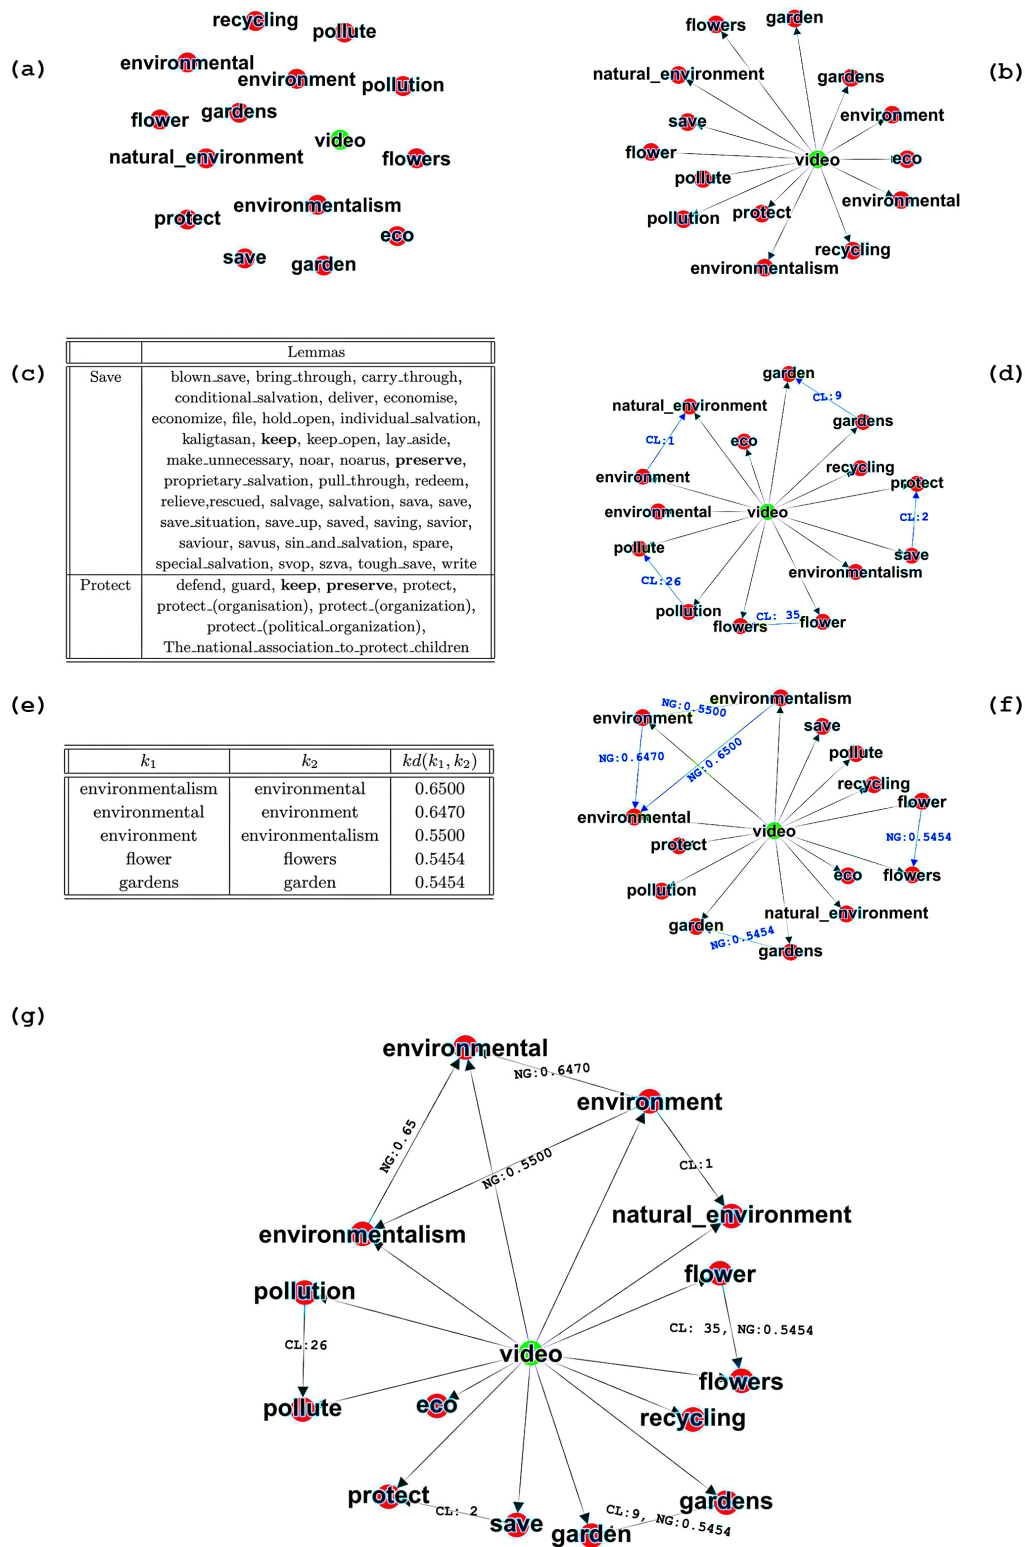 recycling
pollute
(a)
environmental
environment
pollution
flower
gardens
video
natural_environment
flowers
environmentalism
protect
eco
save
garden
garden
flowers
(b)
natural_environment
gardens
save
environment
flower
video
eco
pollute
environmental
pollution
protect
recycling
environmentalism
(c)
Lemmas
Save
blown_save, bring_through, carry_through,
conditional_salvation, deliver, economise,
economize, file, hold_open, individual_salvation,
kaligtasan, keep, keep_open, lay_aside,
make_unnecessary, noar, noarus, preserve,
proprietary_salvation, pull_through, redeem,
relieve,rescued, salvage, salvation, sava, save,
save_situation, save_up, saved, saving, savior,
saviour, savus, sin_and_salvation, spare,
special_salvation, svop, szva, tough_save, write
Protect
defend, guard, keep, preserve, protect,
protect_(organisation), protect_(organization),
protect_(political_organization),
The_national_association_to_protect_children
(d)
garden
CL:9
natural_environment
gardens
CL:1
eco
environment
recycling
protect
environmental
video
CL:2
pollute
save
environmentalism
CL:26
pollution
flowers
CL: 35
flower
(e)
k1 k2 kd(k1, k2)
environmentalism environmental 0.6500
environmental environment 0.6470
environment environmentalism 0.5500
flower flowers 0.5454
gardens garden 0.5454
(f)
environmentalism
NG:0.5500
environment
save
NG:0.6470
NG:0.6500
pollute
recycling
flower
environmental
video
NG:0.5454
protect
eco
flowers
pollution
natural_environment
garden
NG:0.5454
gardens
(g)
environmental
NG:0.6470
environment
NG:0.65
NG:0.5500
CL:1
natural_environment
environmentalism
flower
pollution
CL: 35, NG:0.5454
CL:26
video
flowers
pollute
eco
recycling
protect
CL: 2
save
garden
CL:9, NG:0.5454
gardens